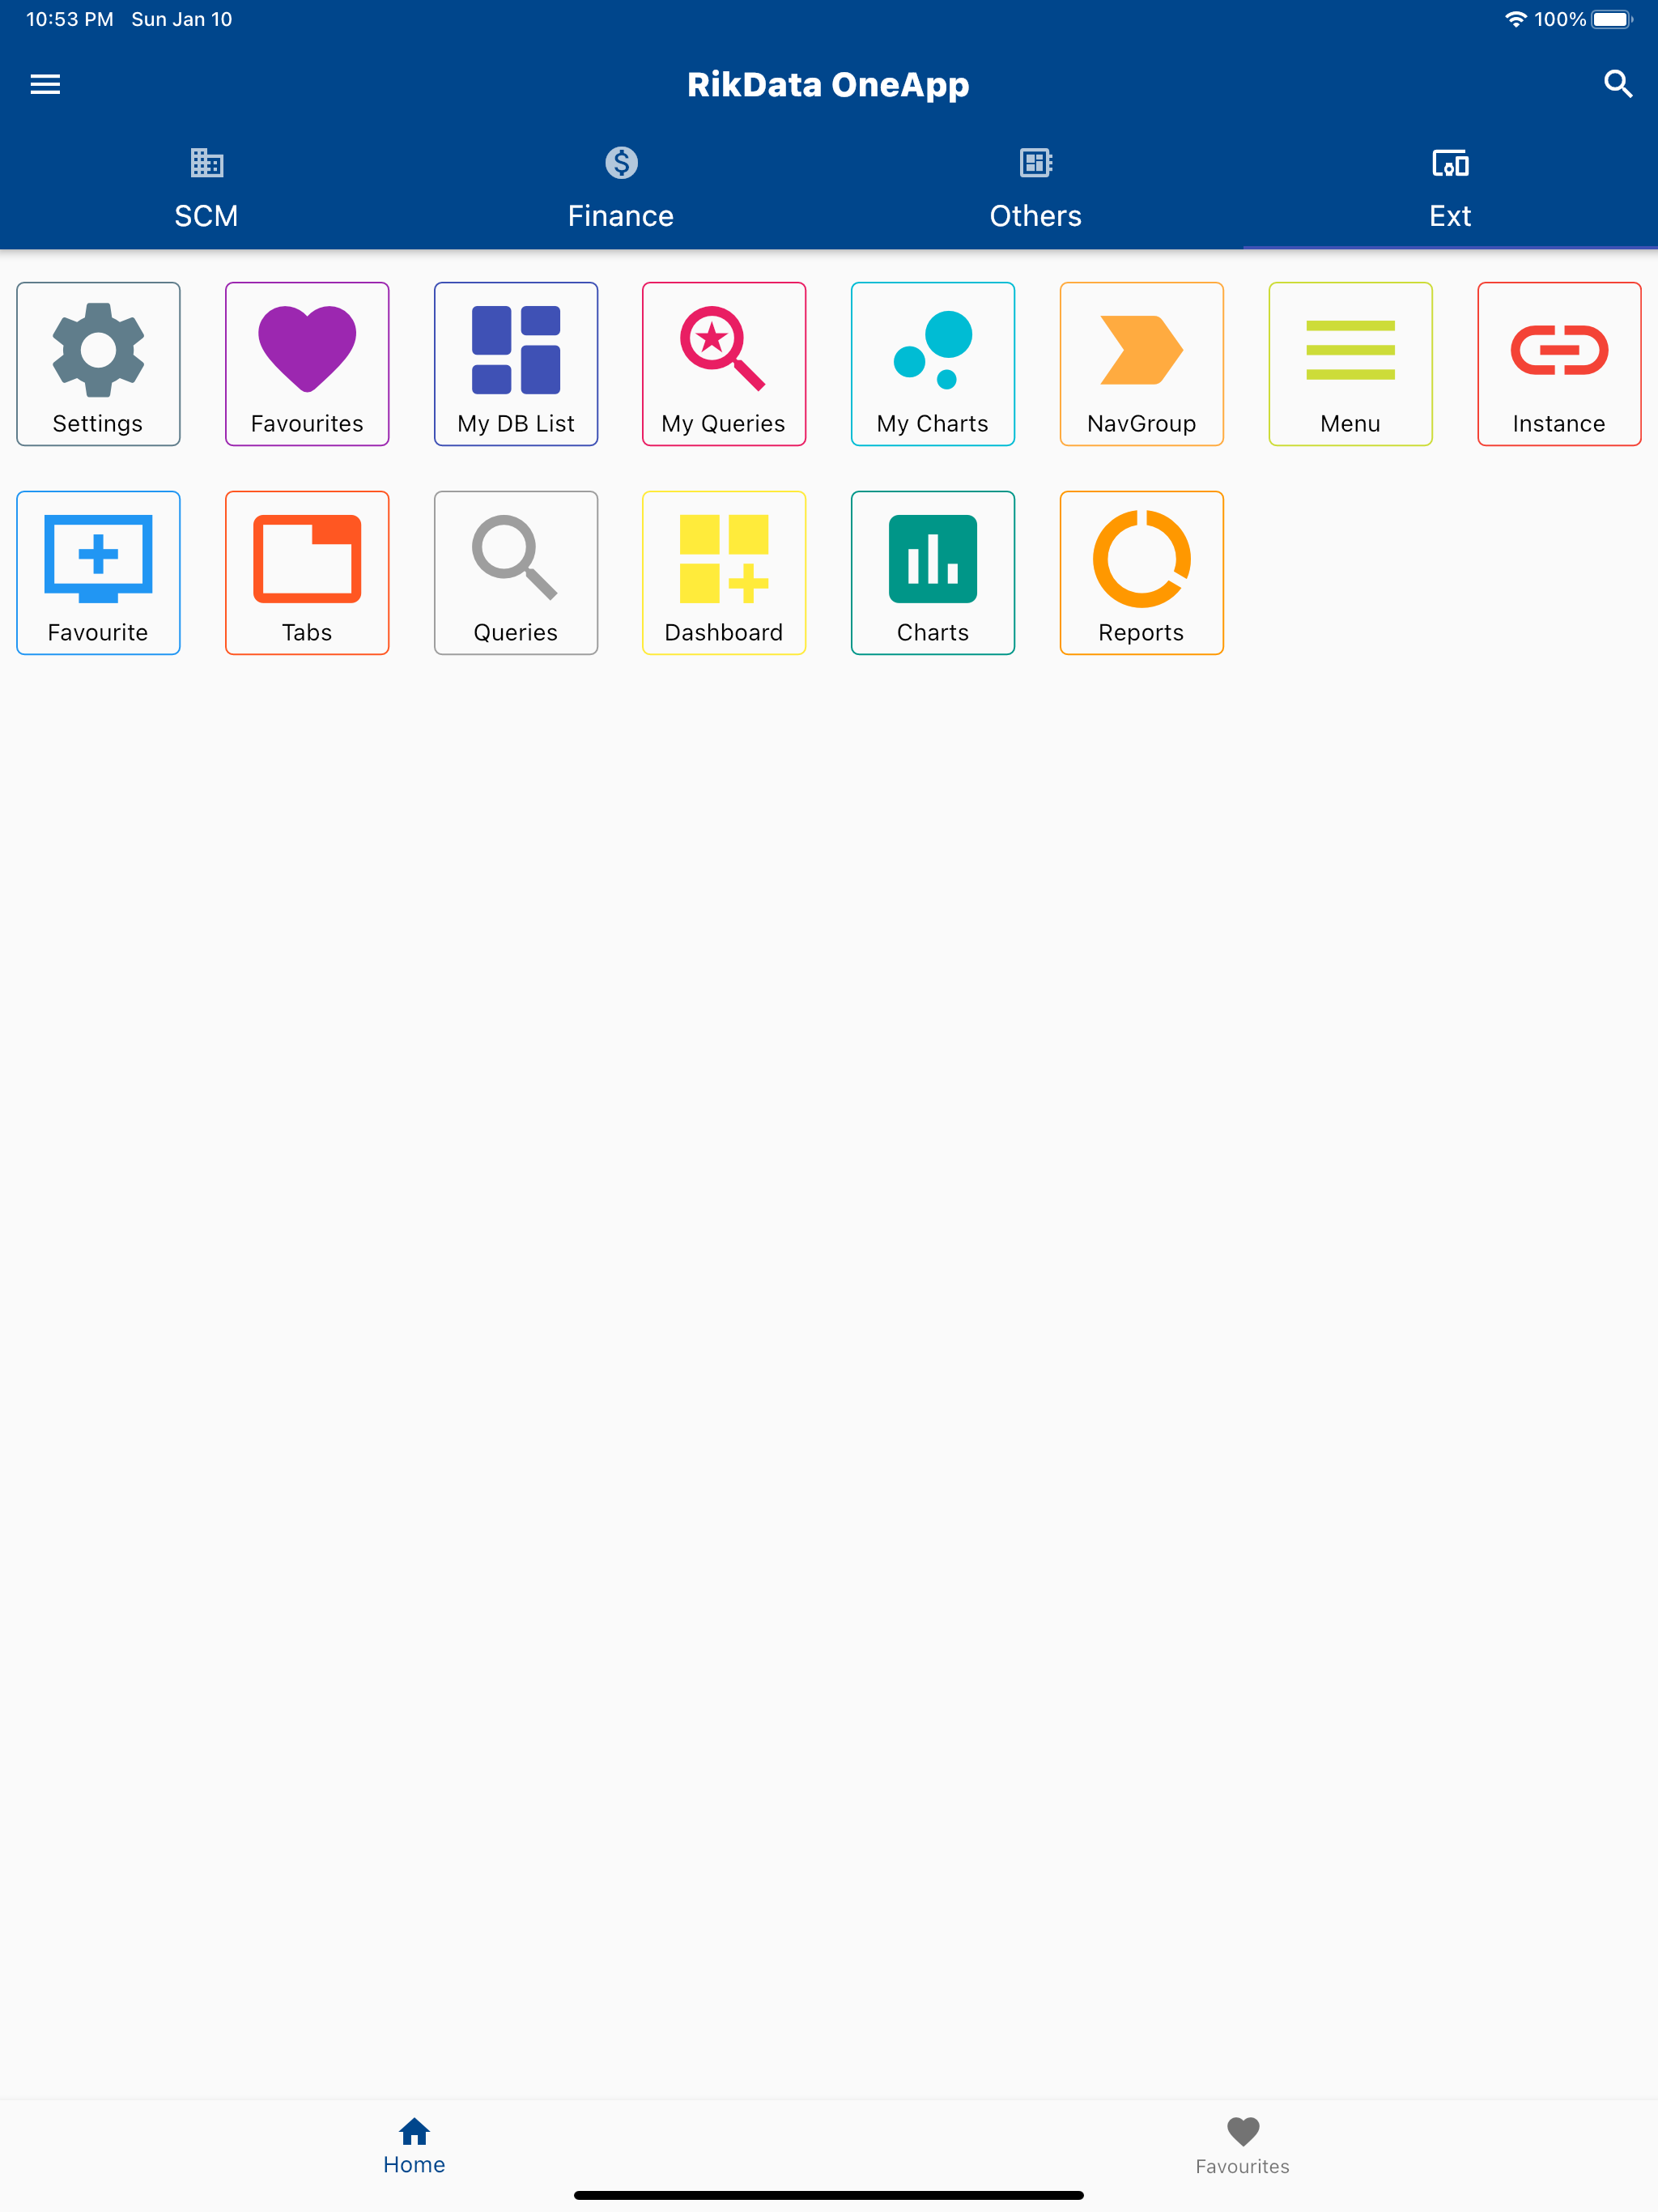 10:53 PM Sun Jan 10 100%
RikData OneApp
SCM Finance Others Ext
Settings Favourites My DB List My Queries My Charts NavGroup Menu Instance
Favourite Tabs Queries Dashboard Charts Reports
Home Favourites